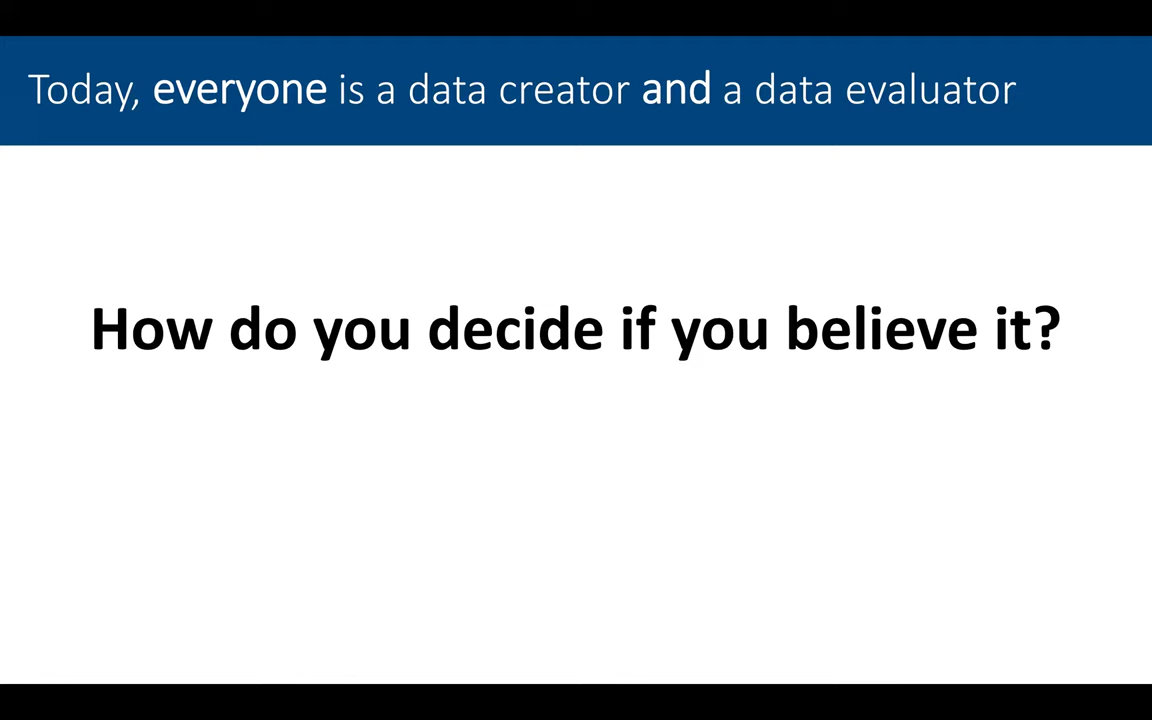 Today, everyone is a data creator and a data evaluator
How do you decide if you believe it?